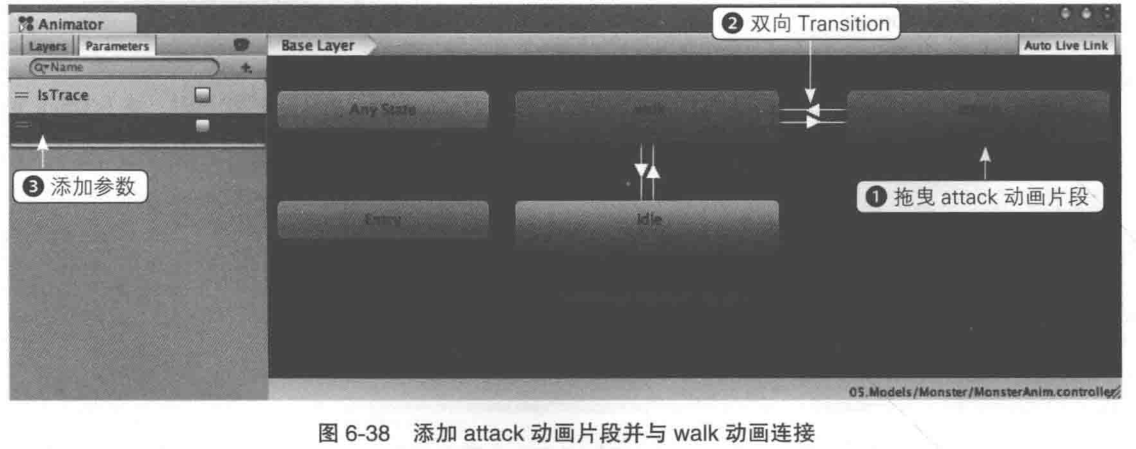 Animator
❷ 双向 Transition
Layers Parameters
Base Layer
Auto Live Link
Name
IsTrace
Any State
walk
❸ 添加参数
❶ 拖曳 attack 动画片段
Entry
Idle
05.Models/Monster/MonsterAnim.controller
图 6-38 添加 attack 动画片段并与 walk 动画连接